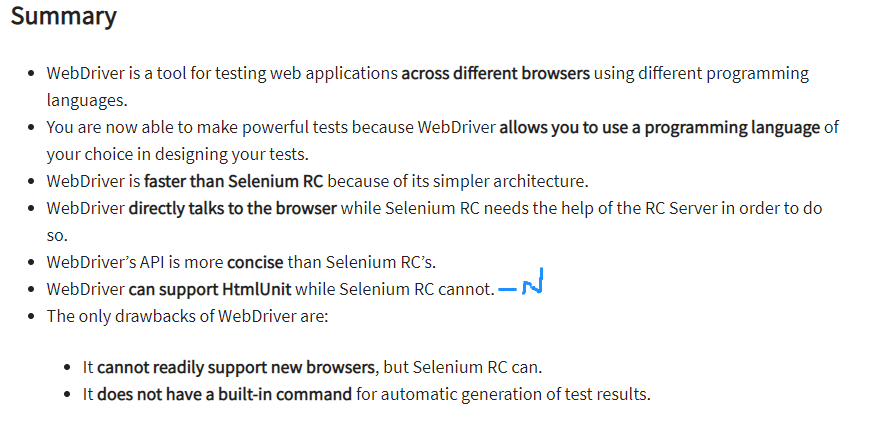 Summary
• WebDriver is a tool for testing web applications across different browsers using different programming
languages.
• You are now able to make powerful tests because WebDriver allows you to use a programming language of
your choice in designing your tests.
• WebDriver is faster than Selenium RC because of its simpler architecture.
• WebDriver directly talks to the browser while Selenium RC needs the help of the RC Server in order to do
so.
• WebDriver’s API is more concise than Selenium RC’s.
• WebDriver can support HtmlUnit while Selenium RC cannot.
• The only drawbacks of WebDriver are:
• It cannot readily support new browsers, but Selenium RC can.
• It does not have a built-in command for automatic generation of test results.